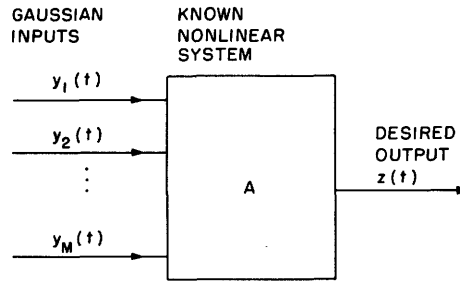 GAUSSIAN
INPUTS
KNOWN
NONLINEAR
SYSTEM
y₁(t)
y₂(t)
⋮
y_M(t)
A
DESIRED
OUTPUT
z(t)